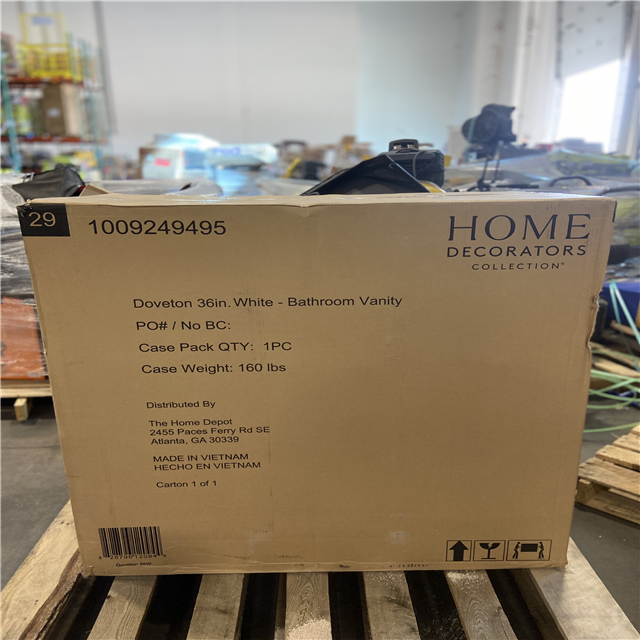 29
1009249495
HOME
DECORATORS
COLLECTION
Doveton 36in. White - Bathroom Vanity
PO# / No BC:
Case Pack QTY: 1PC
Case Weight: 160 lbs
Distributed By
The Home Depot
2455 Paces Ferry Rd SE
Atlanta, GA 30339
MADE IN VIETNAM
HECHO EN VIETNAM
Carton 1 of 1